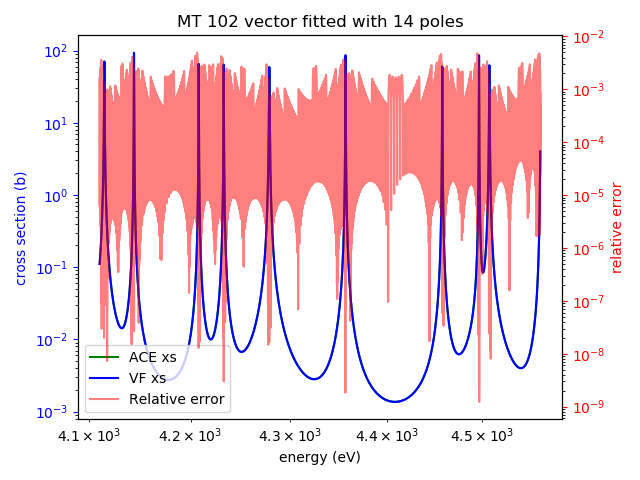 MT 102 vector fitted with 14 poles
cross section (b)
10²
10¹
10⁰
10⁻¹
10⁻²
10⁻³
relative error
10⁻²
10⁻³
10⁻⁴
10⁻⁵
10⁻⁶
10⁻⁷
10⁻⁸
10⁻⁹
ACE xs
VF xs
Relative error
4.1 × 10³ 4.2 × 10³ 4.3 × 10³ 4.4 × 10³ 4.5 × 10³
energy (eV)